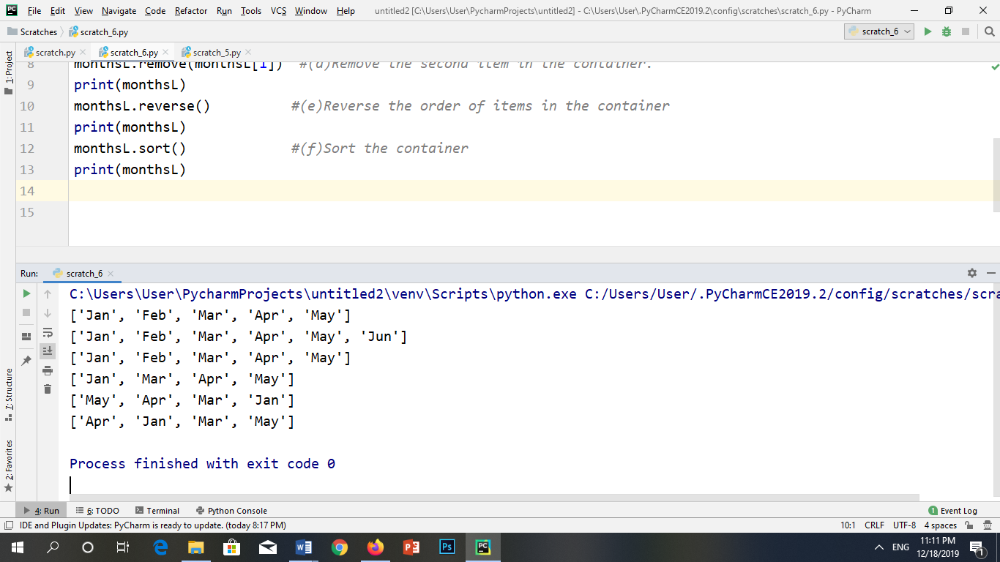 File Edit View Navigate Code Refactor Run Tools VCS Window Help untitled2 [C:\Users\User\PycharmProjects\untitled2] - C:\Users\User\.PyCharmCE2019.2\config\scratches\scratch_6.py - PyCharm
Scratches scratch_6.py scratch_6
scratch.py scratch_6.py scratch_5.py
1: Project
8 monthsL.remove(monthsL[1]) #(d)Remove the second item in the container.
9 print(monthsL)
10 monthsL.reverse() #(e)Reverse the order of items in the container
11 print(monthsL)
12 monthsL.sort() #(f)Sort the container
13 print(monthsL)
14
15
Run: scratch_6
C:\Users\User\PycharmProjects\untitled2\venv\Scripts\python.exe C:/Users/User/.PyCharmCE2019.2/config/scratches/scra
['Jan', 'Feb', 'Mar', 'Apr', 'May']
['Jan', 'Feb', 'Mar', 'Apr', 'May', 'Jun']
['Jan', 'Feb', 'Mar', 'Apr', 'May']
['Jan', 'Mar', 'Apr', 'May']
['May', 'Apr', 'Mar', 'Jan']
['Apr', 'Jan', 'Mar', 'May']
Process finished with exit code 0
7: Structure
2: Favorites
4: Run 6: TODO Terminal Python Console 1 Event Log
IDE and Plugin Updates: PyCharm is ready to update. (today 8:17 PM) 10:1 CRLF UTF-8 4 spaces
ENG 11:11 PM
12/18/2019 1